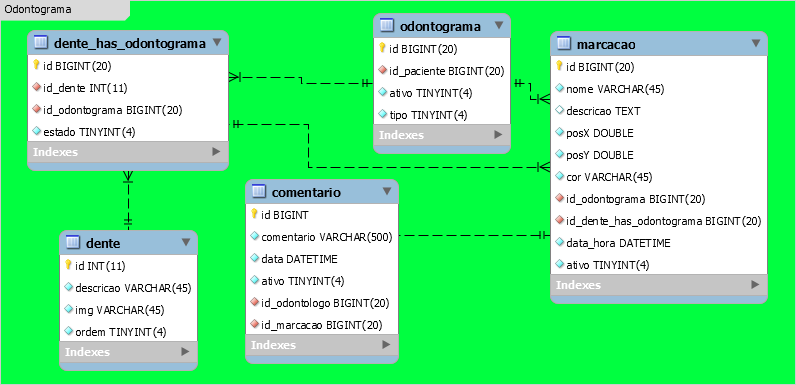 Odontograma
dente_has_odontograma
id BIGINT(20)
id_dente INT(11)
id_odontograma BIGINT(20)
estado TINYINT(4)
Indexes
odontograma
id BIGINT(20)
id_paciente BIGINT(20)
ativo TINYINT(4)
tipo TINYINT(4)
Indexes
marcacao
id BIGINT(20)
nome VARCHAR(45)
descricao TEXT
posX DOUBLE
posY DOUBLE
cor VARCHAR(45)
id_odontograma BIGINT(20)
id_dente_has_odontograma BIGINT(20)
data_hora DATETIME
ativo TINYINT(4)
Indexes
comentario
id BIGINT
comentario VARCHAR(500)
data DATETIME
ativo TINYINT(4)
id_odontologo BIGINT(20)
id_marcacao BIGINT(20)
Indexes
dente
id INT(11)
descricao VARCHAR(45)
img VARCHAR(45)
ordem TINYINT(4)
Indexes